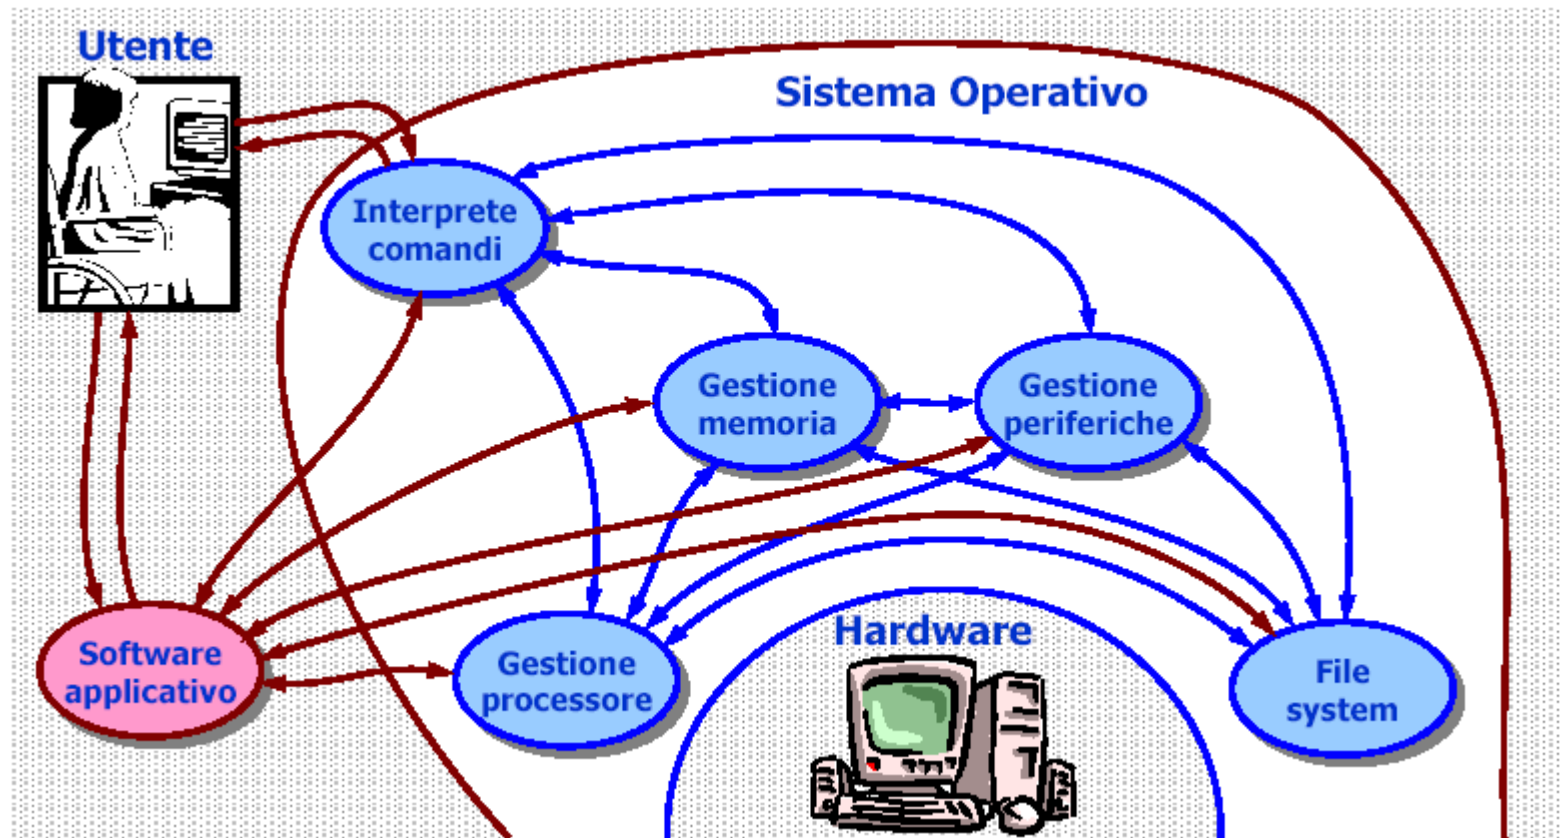 Utente
Sistema Operativo
Interprete
comandi
Gestione
memoria
Gestione
periferiche
Software
applicativo
Gestione
processore
Hardware
File
system